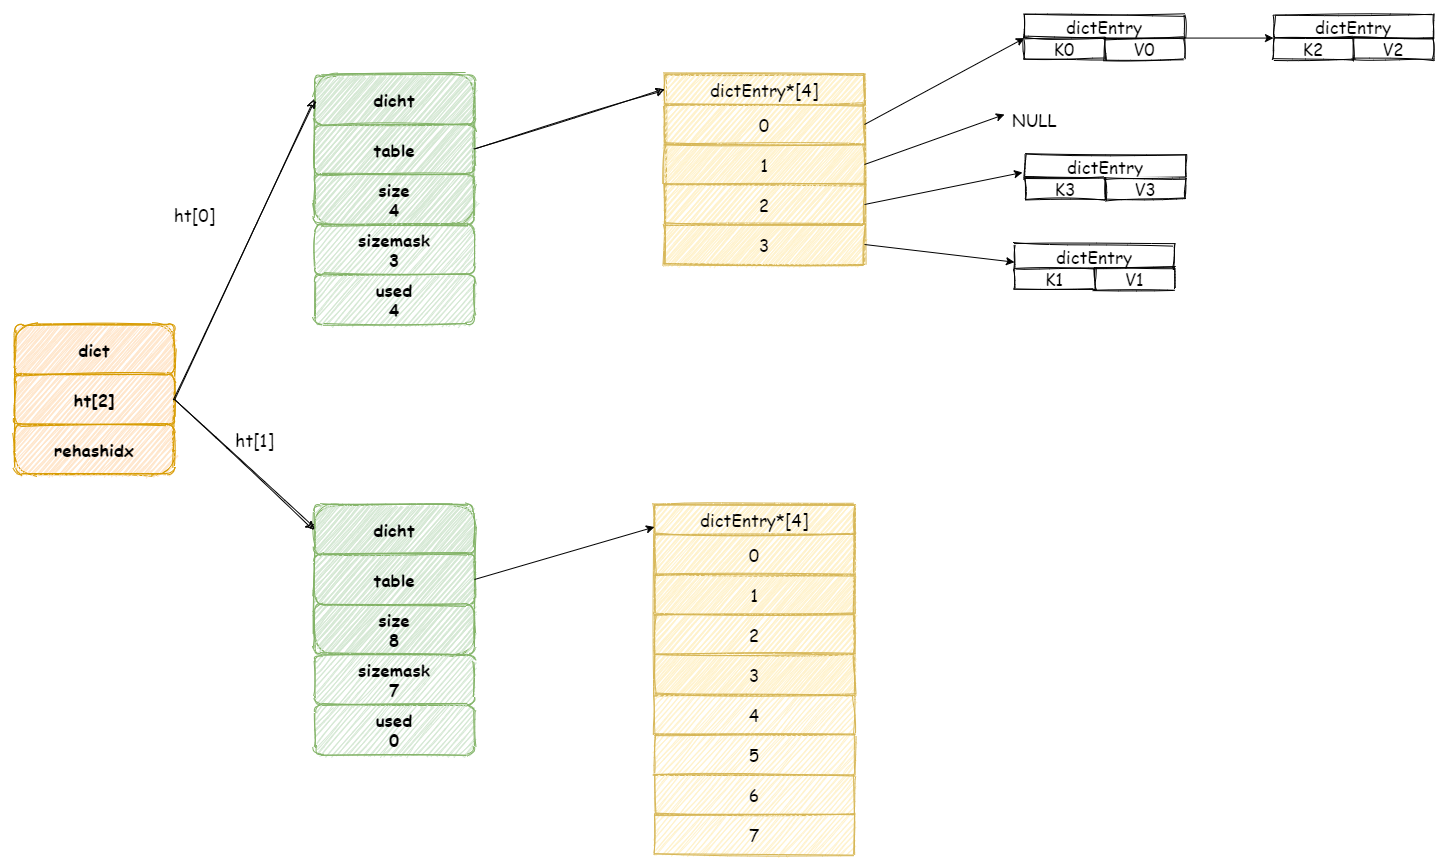 dict
ht[2]
rehashidx
ht[0]
ht[1]
dicht
table
size
4
sizemask
3
used
4
dictEntry*[4]
0
1
2
3
dictEntry
K0 V0
dictEntry
K2 V2
NULL
dictEntry
K3 V3
dictEntry
K1 V1
dicht
table
size
8
sizemask
7
used
0
dictEntry*[4]
0
1
2
3
4
5
6
7